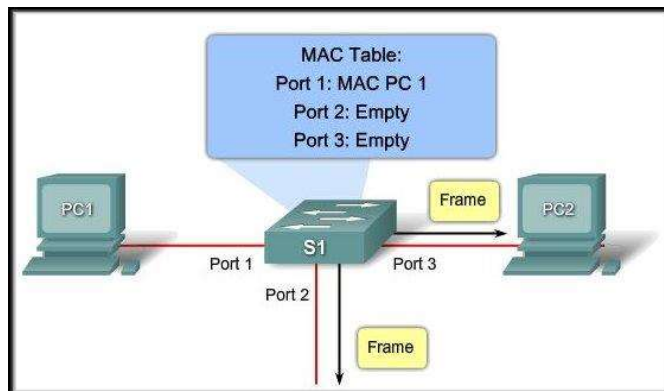 MAC Table:
Port 1: MAC PC 1
Port 2: Empty
Port 3: Empty
PC1
Frame
PC2
S1
Port 1
Port 3
Port 2
Frame